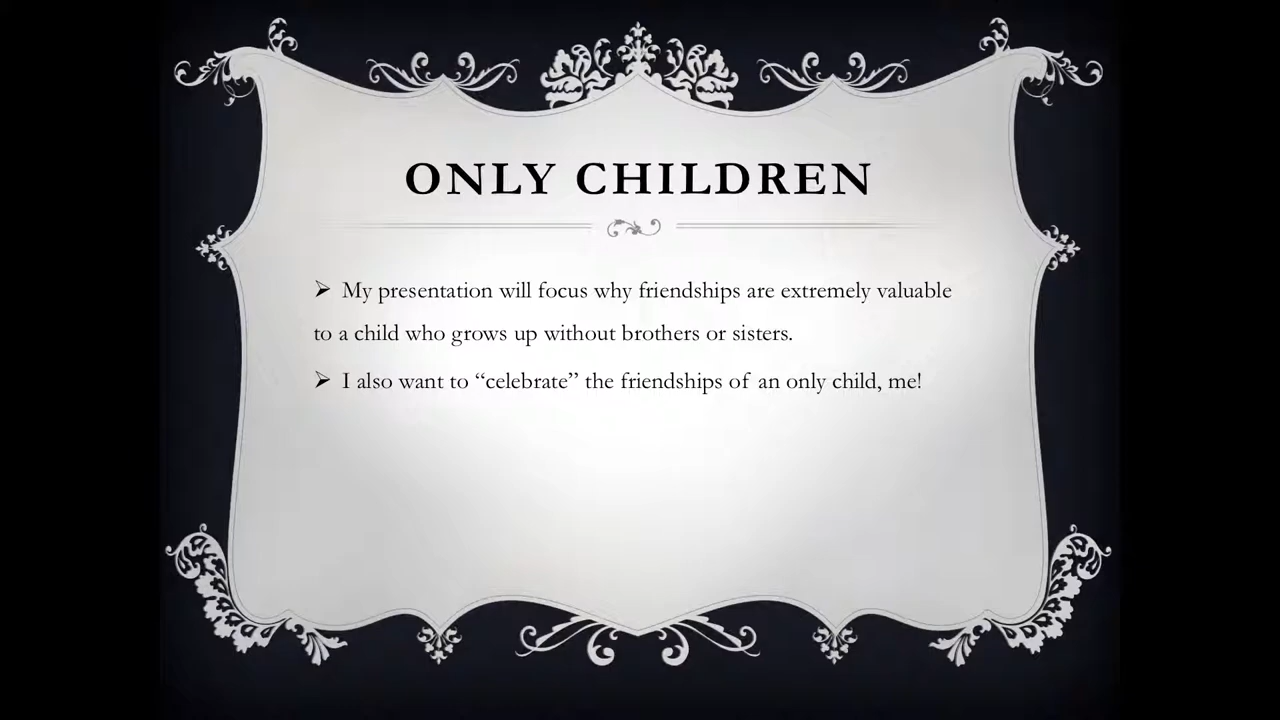 ONLY CHILDREN
➢ My presentation will focus why friendships are extremely valuable
to a child who grows up without brothers or sisters.
➢ I also want to “celebrate” the friendships of an only child, me!